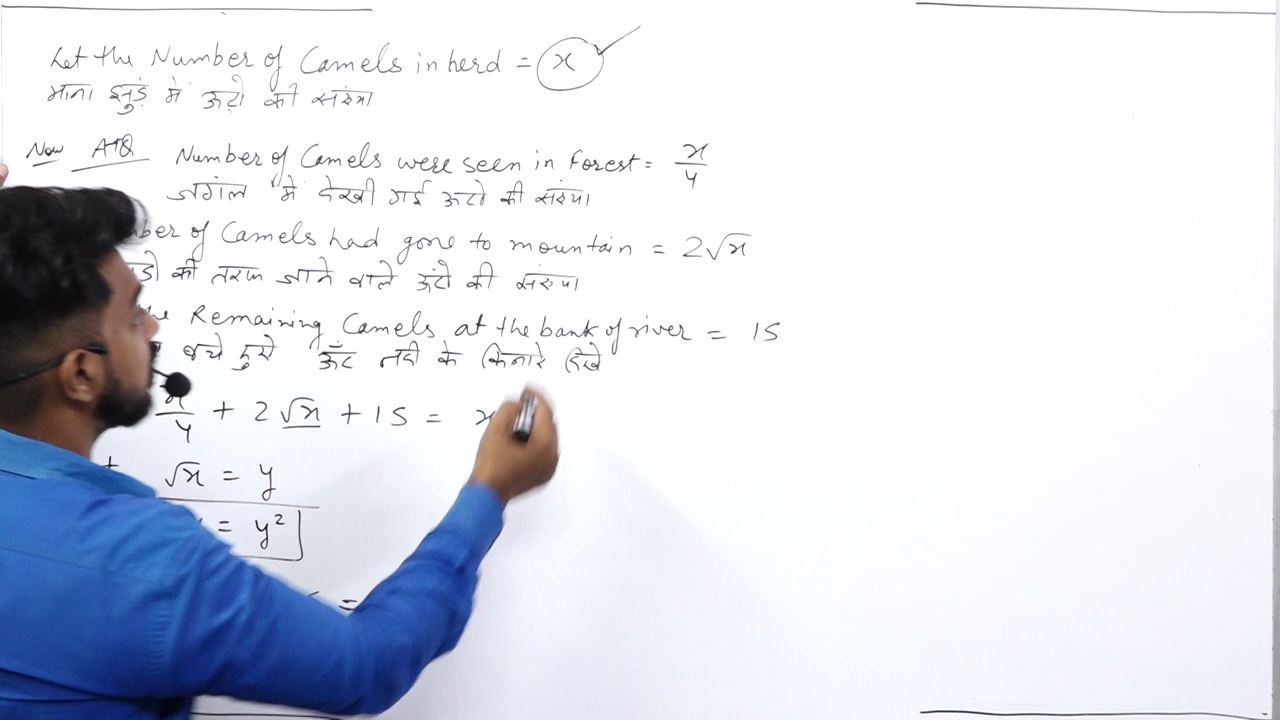 Let the Number of Camels in herd = x
माना झुंड में ऊंटो की संख्या
Now ATQ Number of Camels were seen in Forest = x/4
जगंल में देखी गई ऊटो की संख्या
ber of Camels had gone to mountain = 2√x
की तरफ जाने वाले ऊंटो की संख्या
Remaining Camels at the bank of river = 15
बचे हुये ऊँट नदी के किनारे देखे
x/4 + 2√x + 15 = x
√x = y
= y²
=